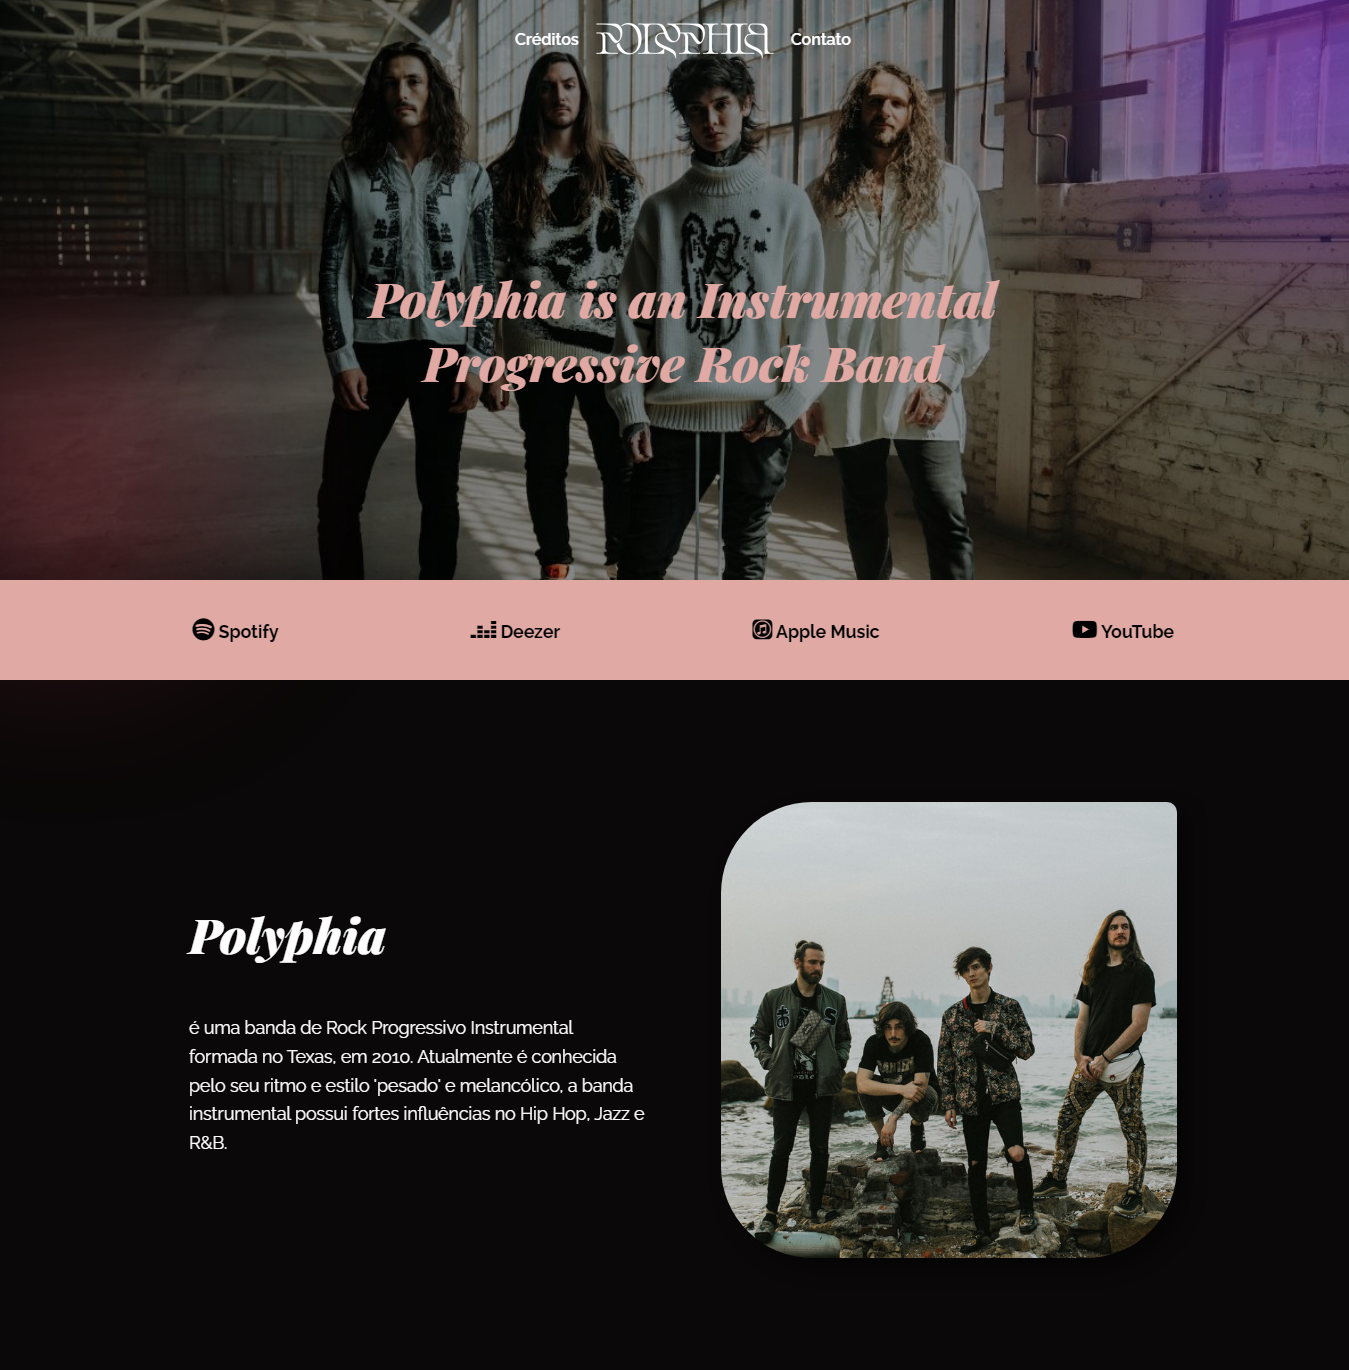 Créditos POLYPHIA Contato
Polyphia is an Instrumental
Progressive Rock Band
Spotify Deezer Apple Music YouTube
Polyphia
é uma banda de Rock Progressivo Instrumental
formada no Texas, em 2010. Atualmente é conhecida
pelo seu ritmo e estilo 'pesado' e melancólico, a banda
instrumental possui fortes influências no Hip Hop, Jazz e
R&B.